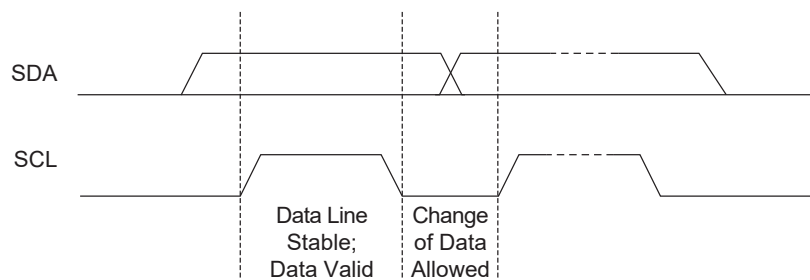 SDA
SCL
Data Line
Stable;
Data Valid
Change
of Data
Allowed